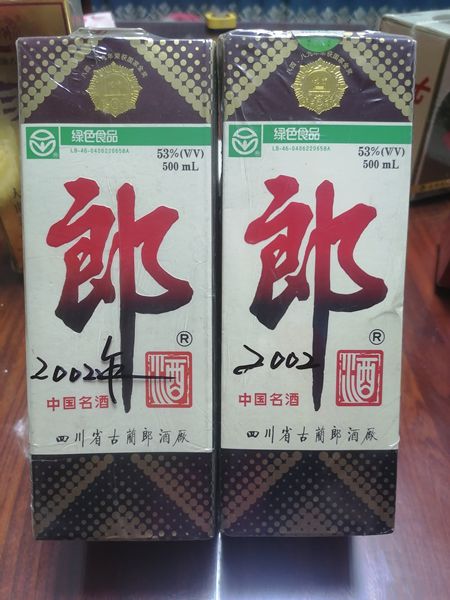 绿色食品
LB-46-0406220658A
53%(V/V)
500 mL
郎
®
2002年
酒
中国名酒
四川省古蔺郎酒厂
绿色食品
LB-46-0406220658A
53%(V/V)
500 mL
郎
®
2002
酒
中国名酒
四川省古蔺郎酒厂